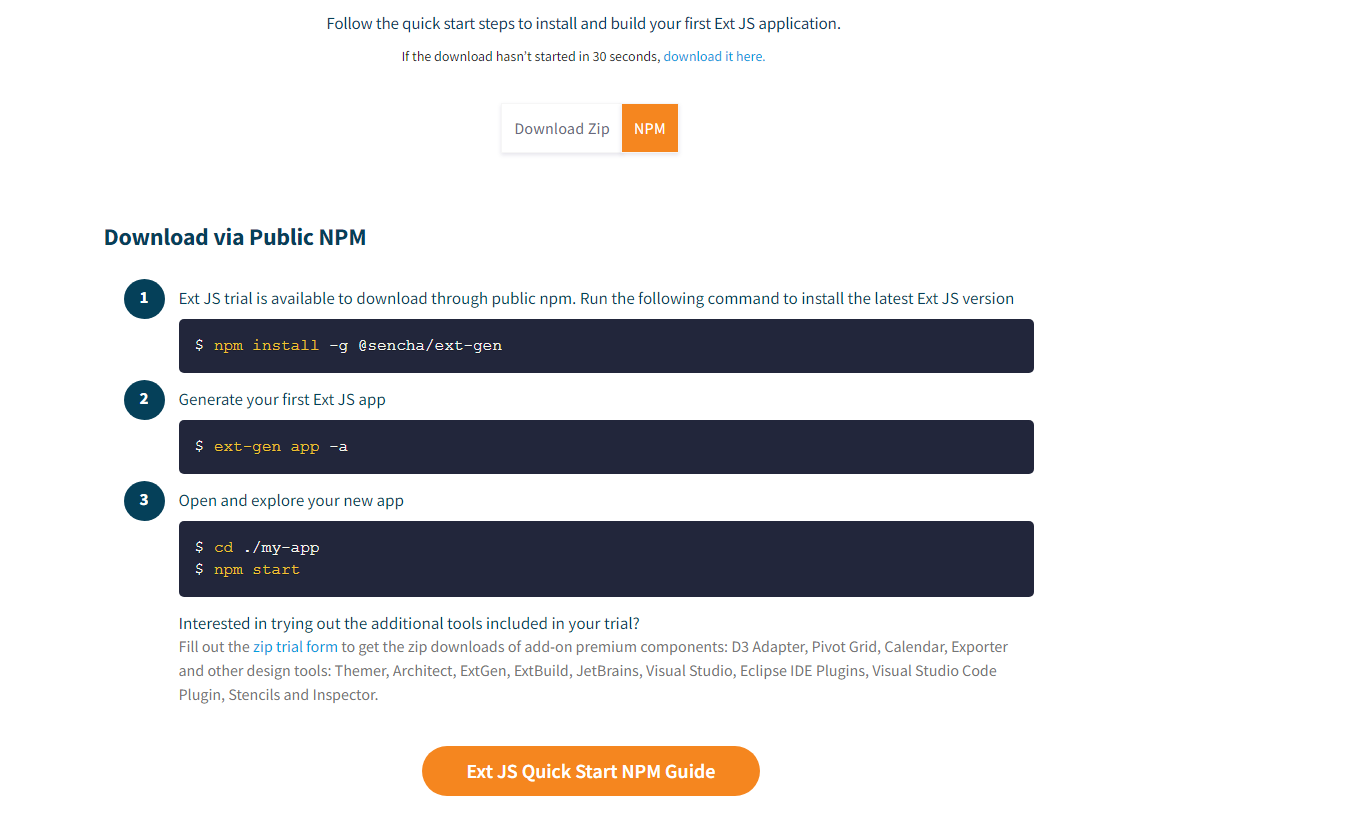 Follow the quick start steps to install and build your first Ext JS application.
If the download hasn't started in 30 seconds, download it here.
Download Zip NPM
Download via Public NPM
1 Ext JS trial is available to download through public npm. Run the following command to install the latest Ext JS version
$ npm install -g @sencha/ext-gen
2 Generate your first Ext JS app
$ ext-gen app -a
3 Open and explore your new app
$ cd ./my-app
$ npm start
Interested in trying out the additional tools included in your trial?
Fill out the zip trial form to get the zip downloads of add-on premium components: D3 Adapter, Pivot Grid, Calendar, Exporter
and other design tools: Themer, Architect, ExtGen, ExtBuild, JetBrains, Visual Studio, Eclipse IDE Plugins, Visual Studio Code
Plugin, Stencils and Inspector.
Ext JS Quick Start NPM Guide